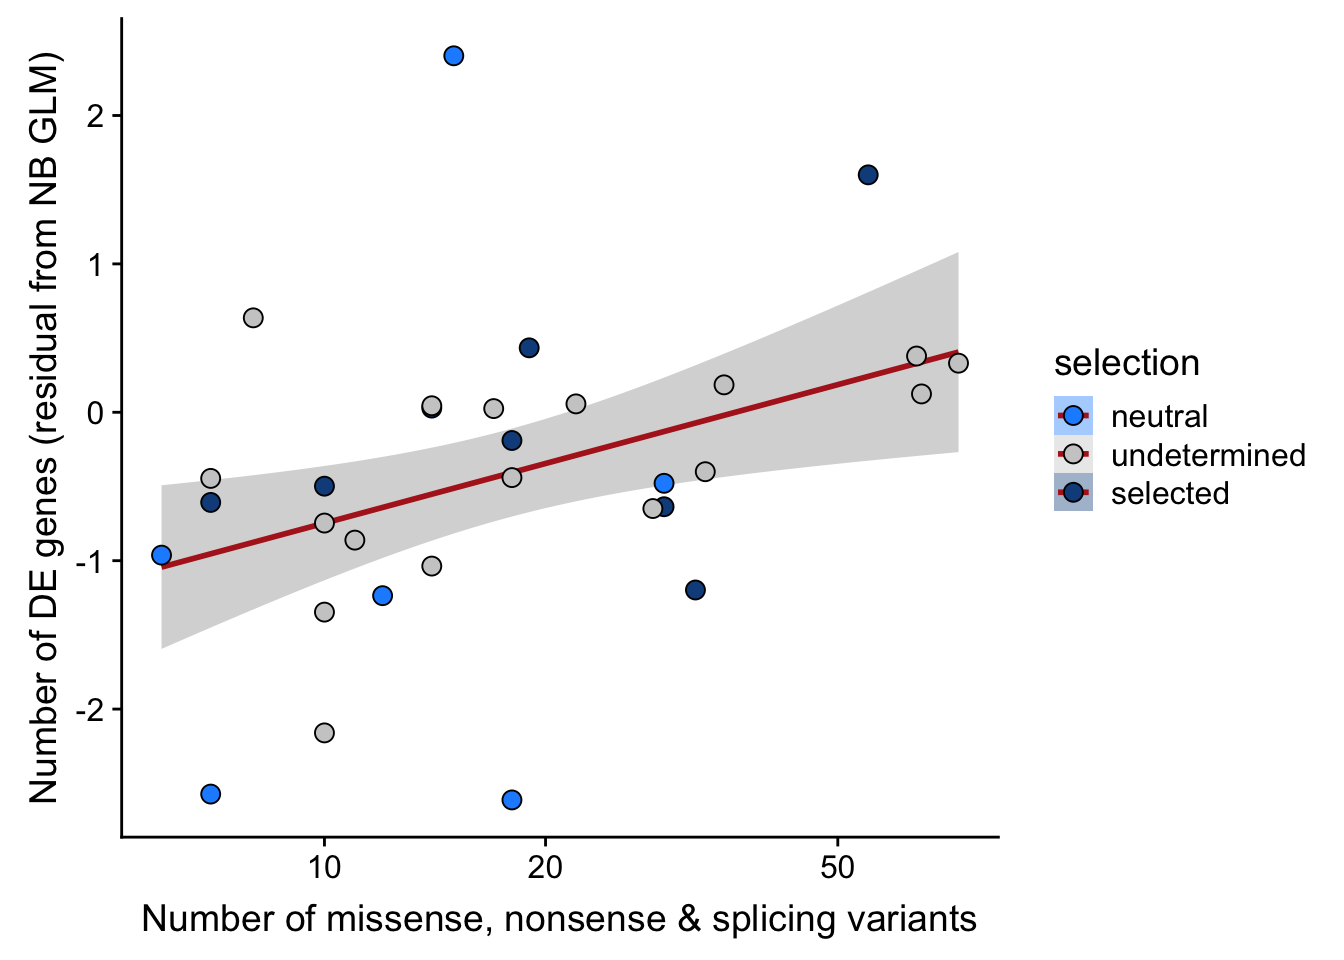 Number of DE genes (residual from NB GLM)
2
1
0
-1
-2
10
20
50
Number of missense, nonsense & splicing variants
selection
neutral
undetermined
selected